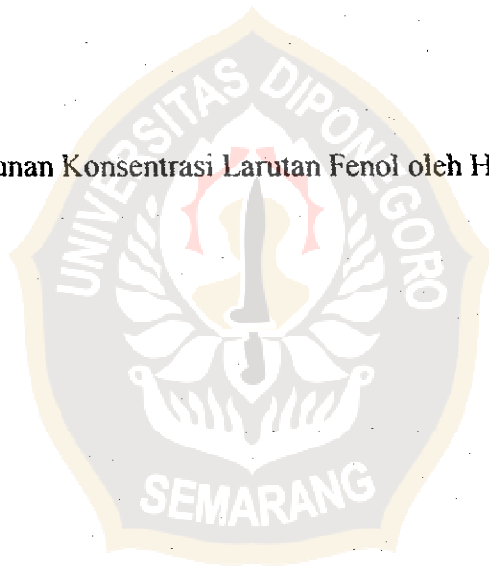 UNIVERSITAS DIPONEGORO
unan Konsentrasi Larutan Fenol oleh H
SEMARANG